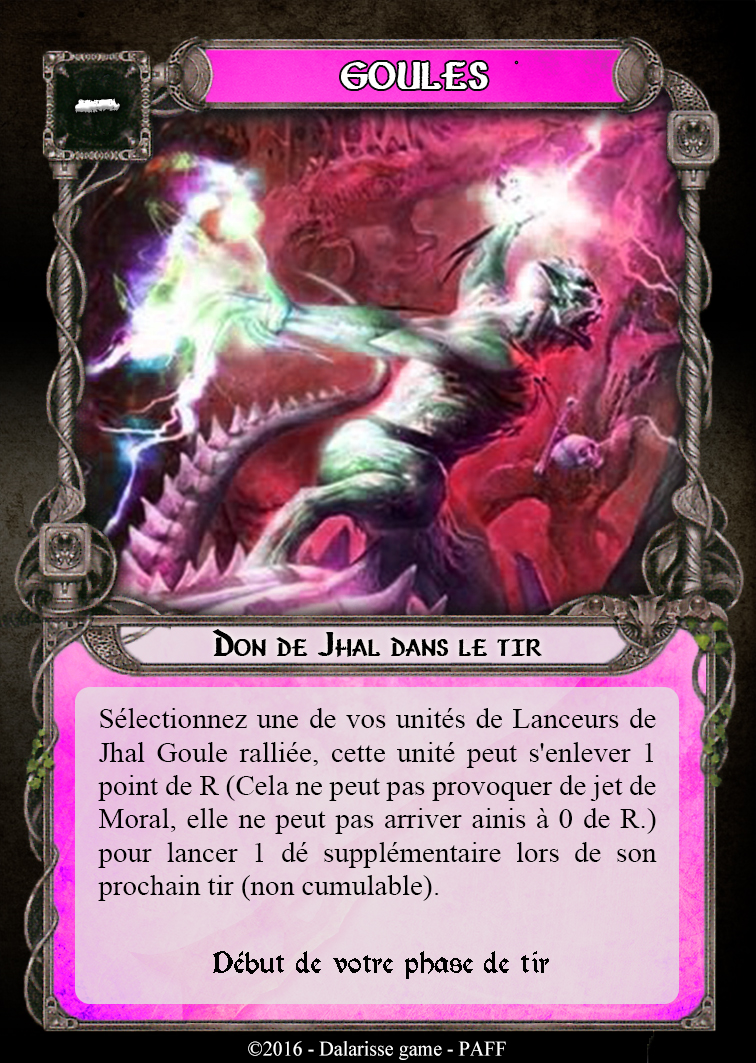 GOULES
-
Don de Jhal dans le tir
Sélectionnez une de vos unités de Lanceurs de
Jhal Goule ralliée, cette unité peut s'enlever 1
point de R (Cela ne peut pas provoquer de jet de
Moral, elle ne peut pas arriver ainis à 0 de R.)
pour lancer 1 dé supplémentaire lors de son
prochain tir (non cumulable).
Début de votre phase de tir
©2016 - Dalarisse game - PAFF